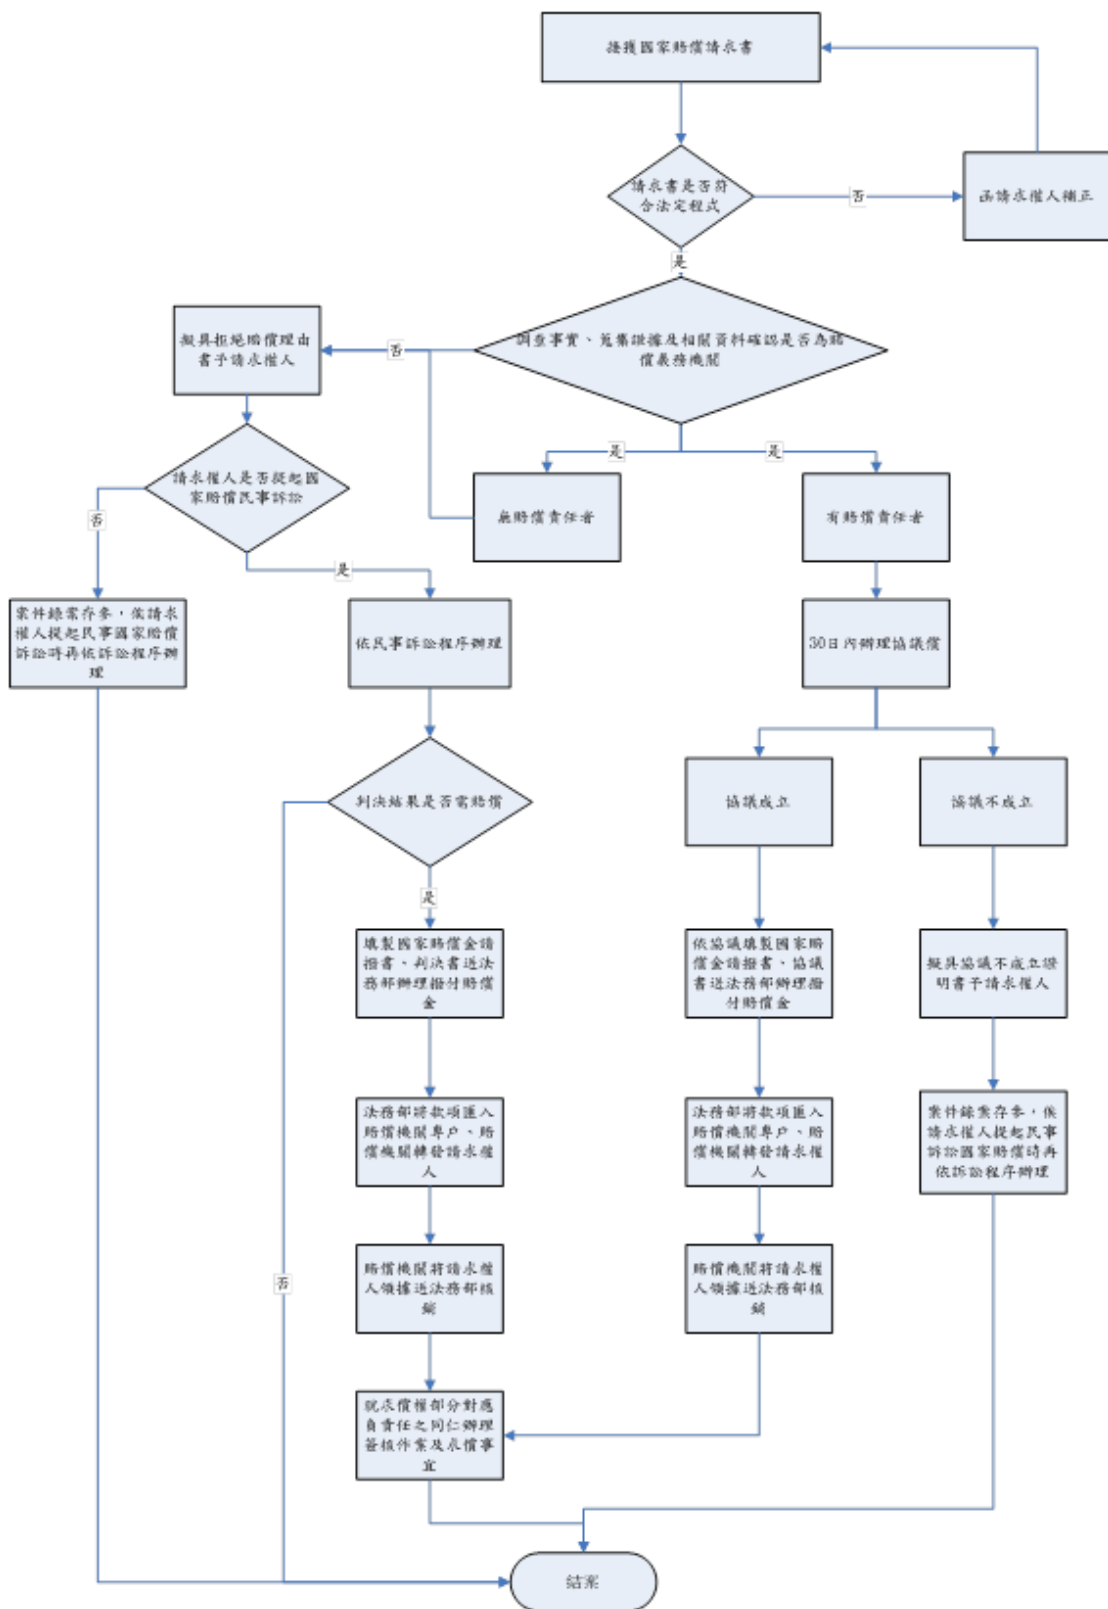 接獲國家賠償請求書
請求書是否符
合法定程式
否
函請求權人補正
是
調查事實、蒐集證據及相關資料確認是否為賠
償義務機關
否
擬具拒絕賠償理由
書予請求權人
是
是
請求權人是否提起國
家賠償民事訴訟
無賠償責任者
有賠償責任者
否
是
案件錄案存參，俟請求
權人提起民事國家賠償
訴訟時再依訴訟程序辦
理
依民事訴訟程序辦理
30日內辦理協議償
判決結果是否需賠償
協議成立
協議不成立
是
填製國家賠償金請
撥書、判決書送法
務部辦理撥付賠償
金
依協議填製國家賠
償金請撥書、協議
書送法務部辦理撥
付賠償金
擬具協議不成立證
明書予請求權人
法務部將款項匯入
賠償機關專戶、賠
償機關轉發請求權
人
法務部將款項匯入
賠償機關專戶、賠
償機關轉發請求權
人
案件錄案存參，俟
請求權人提起民事
訴訟國家賠償時再
依訴訟程序辦理
否
賠償機關將請求權
人領據送法務部核
銷
賠償機關將請求權
人領據送法務部核
銷
就求償權部分對應
負責任之同仁辦理
簽核作業及求償事
宜
結案